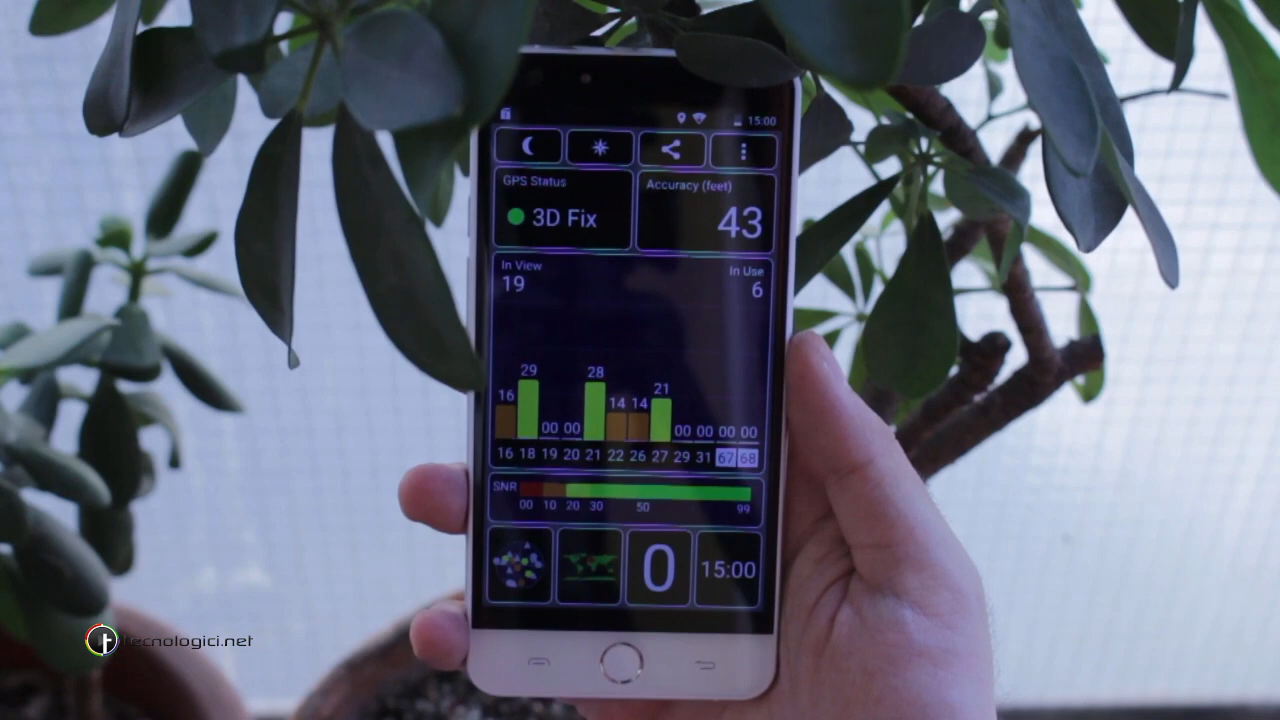 15:00
GPS Status
3D Fix
Accuracy (feet)
43
In View
19
In Use
6
29
28
21
16
14 14
00 00
00 00 00 00
16 18 19 20 21 22 26 27 29 31 67 68
SNR
00 10 20 30 50 99
0
15:00
tecnologici.net